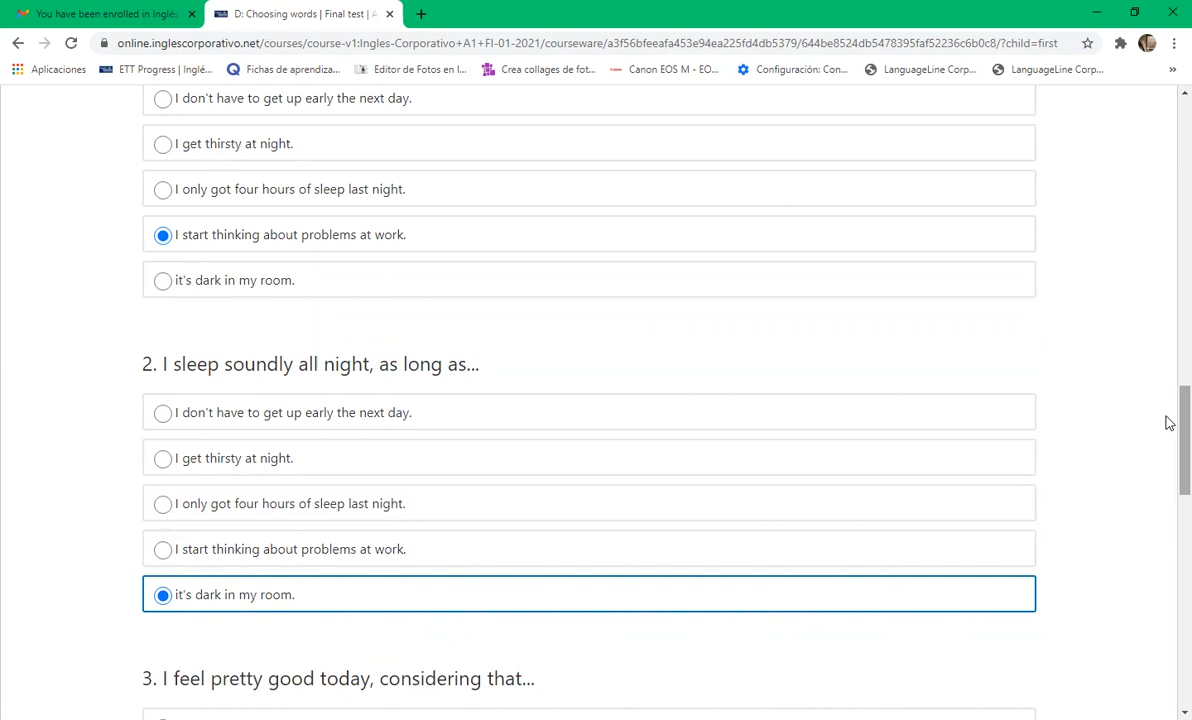 You have been enrolled in Inglés
D: Choosing words | Final test | A
online.inglescorporativo.net/courses/course-v1:Ingles-Corporativo+A1+FI-01-2021/courseware/a3f56bfeeafa453e94ea225fd4db5379/644be8524db5478395faf52236c6b0c8/?child=first
Aplicaciones ETT Progress | Inglé... Fichas de aprendiza... Editor de Fotos en l... Crea collages de fot... Canon EOS M - EO... Configuración: Con... LanguageLine Corp... LanguageLine Corp... »
I don't have to get up early the next day.
I get thirsty at night.
I only got four hours of sleep last night.
I start thinking about problems at work.
it's dark in my room.
2. I sleep soundly all night, as long as...
I don't have to get up early the next day.
I get thirsty at night.
I only got four hours of sleep last night.
I start thinking about problems at work.
it's dark in my room.
3. I feel pretty good today, considering that...